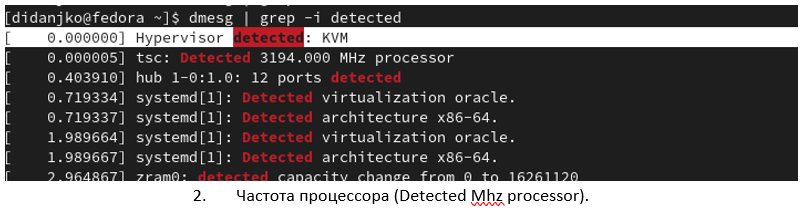 [didanjko@fedora ~]$ dmesg | grep -i detected
[    0.000000] Hypervisor detected: KVM
[    0.000005] tsc: Detected 3194.000 MHz processor
[    0.403910] hub 1-0:1.0: 12 ports detected
[    0.719334] systemd[1]: Detected virtualization oracle.
[    0.719337] systemd[1]: Detected architecture x86-64.
[    1.989664] systemd[1]: Detected virtualization oracle.
[    1.989667] systemd[1]: Detected architecture x86-64.
[    2.964867] zram0: detected capacity change from 0 to 16261120
2. Частота процессора (Detected Mhz processor).